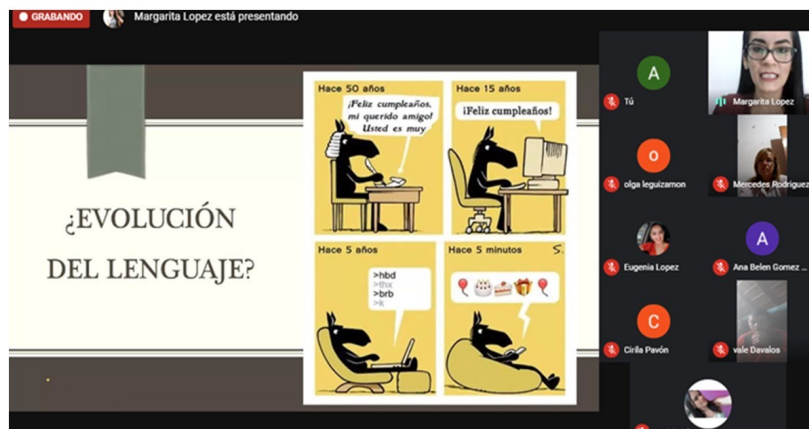 GRABANDO
Margarita Lopez está presentando
¿EVOLUCIÓN
DEL LENGUAJE?
Hace 50 años
¡Feliz cumpleaños,
mi querido amigo!
Usted es muy
Hace 15 años
¡Feliz cumpleaños!
Hace 5 años
>hbd
>thx
>brb
>k
Hace 5 minutos
S.
A
Tú
Margarita Lopez
O
olga leguizamon
Mercedes Rodriguez
Eugenia Lopez
A
Ana Belen Gomez ...
C
Cirila Pavón
vale Davalos